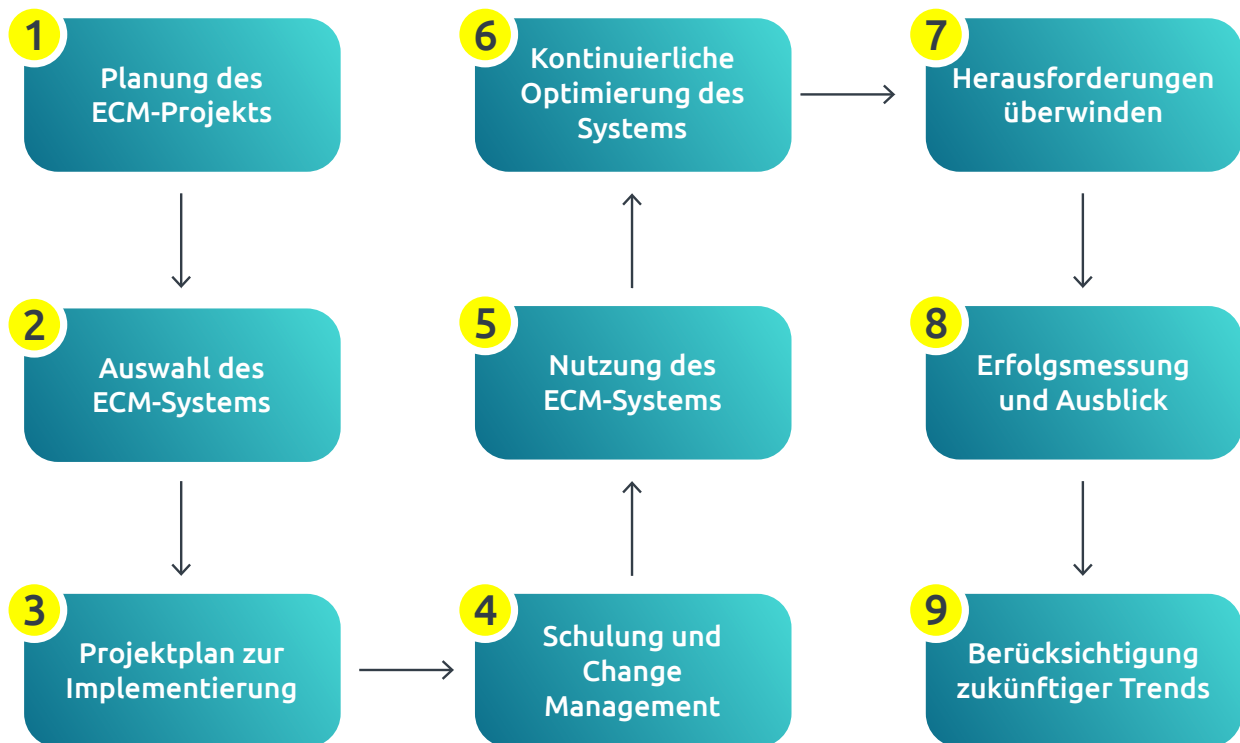 1
Planung des
ECM-Projekts
2
Auswahl des
ECM-Systems
3
Projektplan zur
Implementierung
4
Schulung und
Change
Management
5
Nutzung des
ECM-Systems
6
Kontinuierliche
Optimierung des
Systems
7
Herausforderungen
überwinden
8
Erfolgsmessung
und Ausblick
9
Berücksichtigung
zukünftiger Trends